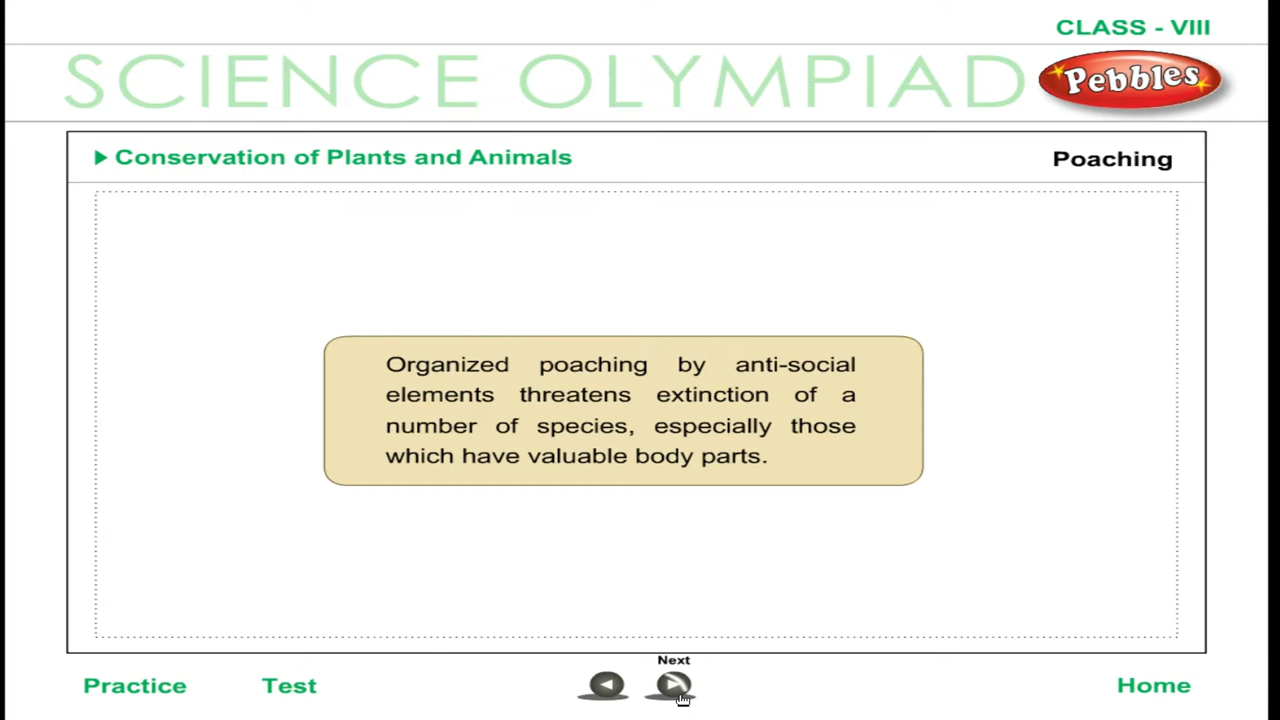 CLASS - VIII
SCIENCE OLYMPIAD
Pebbles
Conservation of Plants and Animals
Poaching
Organized poaching by anti-social
elements threatens extinction of a
number of species, especially those
which have valuable body parts.
Next
Practice
Test
Home